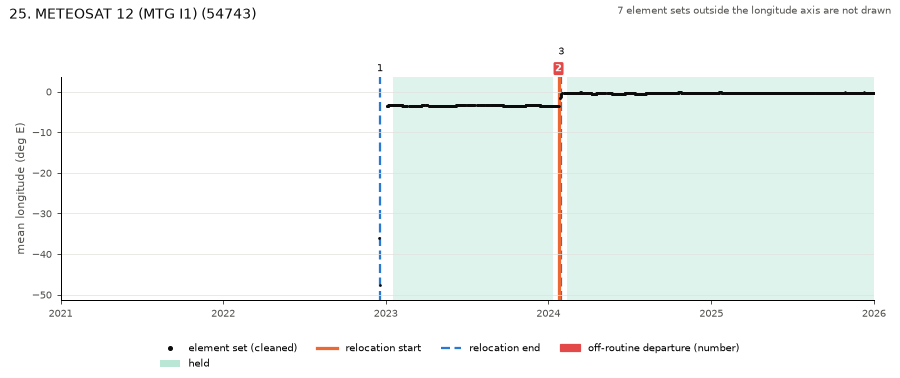 25. METEOSAT 12 (MTG I1) (54743)
7 element sets outside the longitude axis are not drawn
3
1
2
0
−10
−20
−30
−40
−50
mean longitude (deg E)
2021
2022
2023
2024
2025
2026
element set (cleaned)
relocation start
relocation end
off-routine departure (number)
held